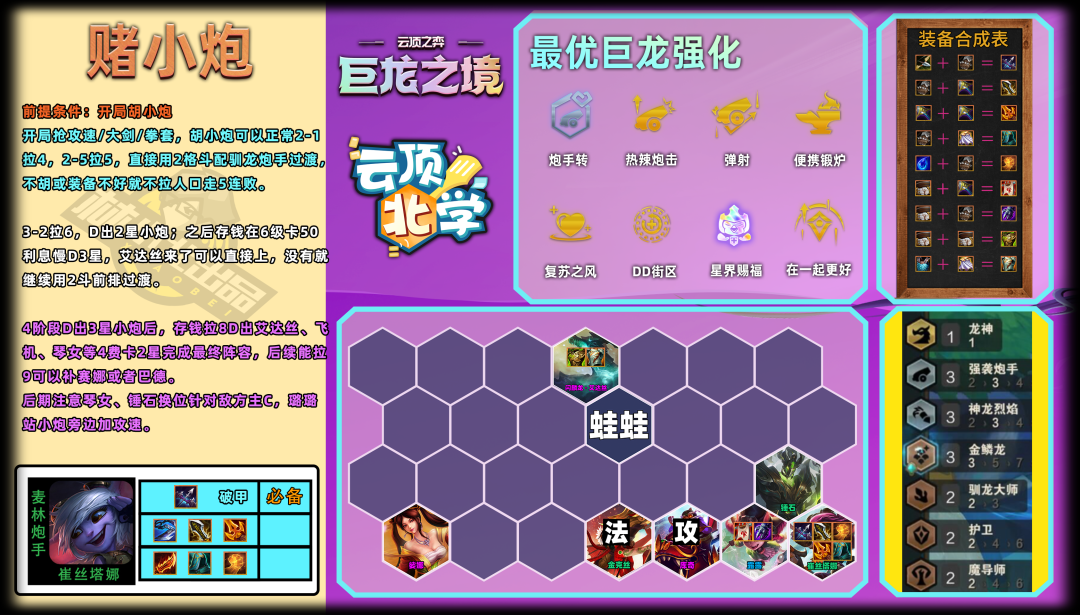 赌小炮
前提条件：开局胡小炮
开局抢攻速/大剑/拳套，胡小炮可以正常2-1
拉4，2-5拉5，直接用2格斗配驯龙炮手过渡，
不胡或装备不好就不拉人口走5连败。
3-2拉6，D出2星小炮；之后存钱在6级卡50
利息慢D3星，艾达丝来了可以直接上，没有就
继续用2斗前排过渡。
4阶段D出3星小炮后，存钱拉8D出艾达丝、飞
机、琴女等4费卡2星完成最终阵容，后续能拉
9可以补赛娜或者巴德。
后期注意琴女、锤石换位针对敌方主C，璐璐
站小炮旁边加攻速。
麦林炮手
崔丝塔娜
破甲
必备
云顶之弈
巨龙之境
云顶
北学
最优巨龙强化
炮手转
热辣炮击
弹射
便携锻炉
复苏之风
DD街区
星界赐福
在一起更好
装备合成表
蛙蛙
锤石
法
攻
金克丝
崔丝塔娜
1
龙神
1
3
强袭炮手
2 3 4
3
神龙烈焰
2 3 4
3
金鳞龙
3 5 7
2
驯龙大师
2 3
2
护卫
2 4 6
2
魔导师
2 4 6